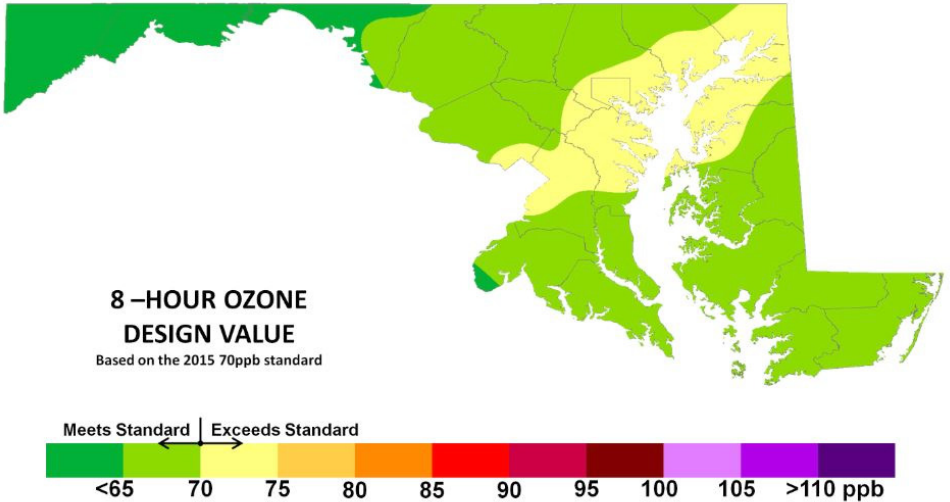 8 –HOUR OZONE
DESIGN VALUE
Based on the 2015 70ppb standard
Meets Standard Exceeds Standard
<65 70 75 80 85 90 95 100 105 >110 ppb